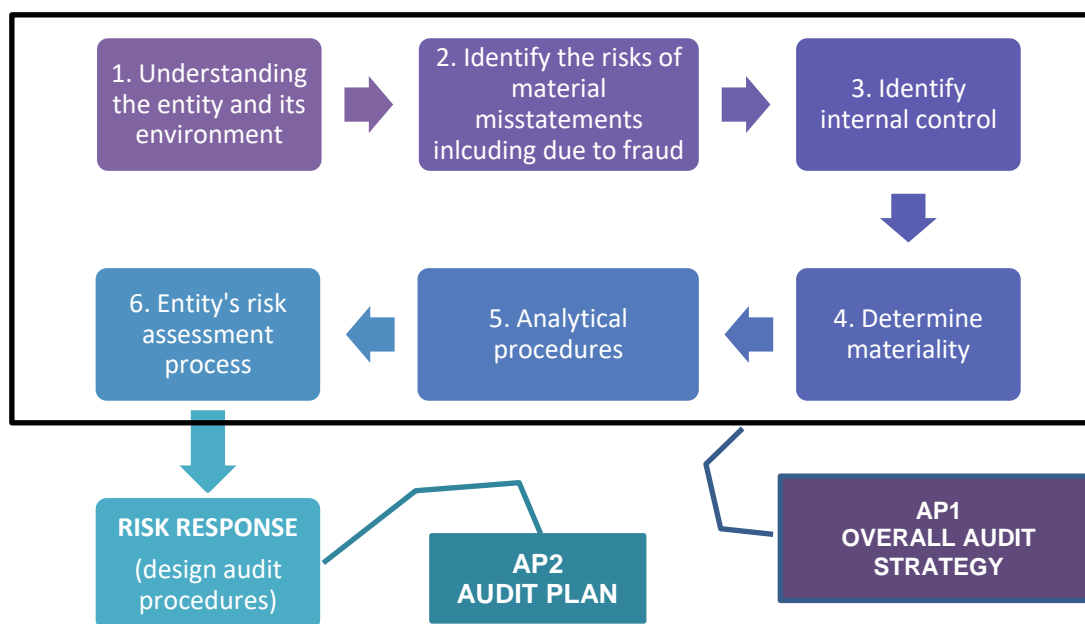 1. Understanding
the entity and its
environment
2. Identify the risks of
material
misstatements
inlcuding due to fraud
3. Identify
internal control
6. Entity's risk
assessment
process
5. Analytical
procedures
4. Determine
materiality
RISK RESPONSE
(design audit
procedures)
AP2
AUDIT PLAN
AP1
OVERALL AUDIT
STRATEGY